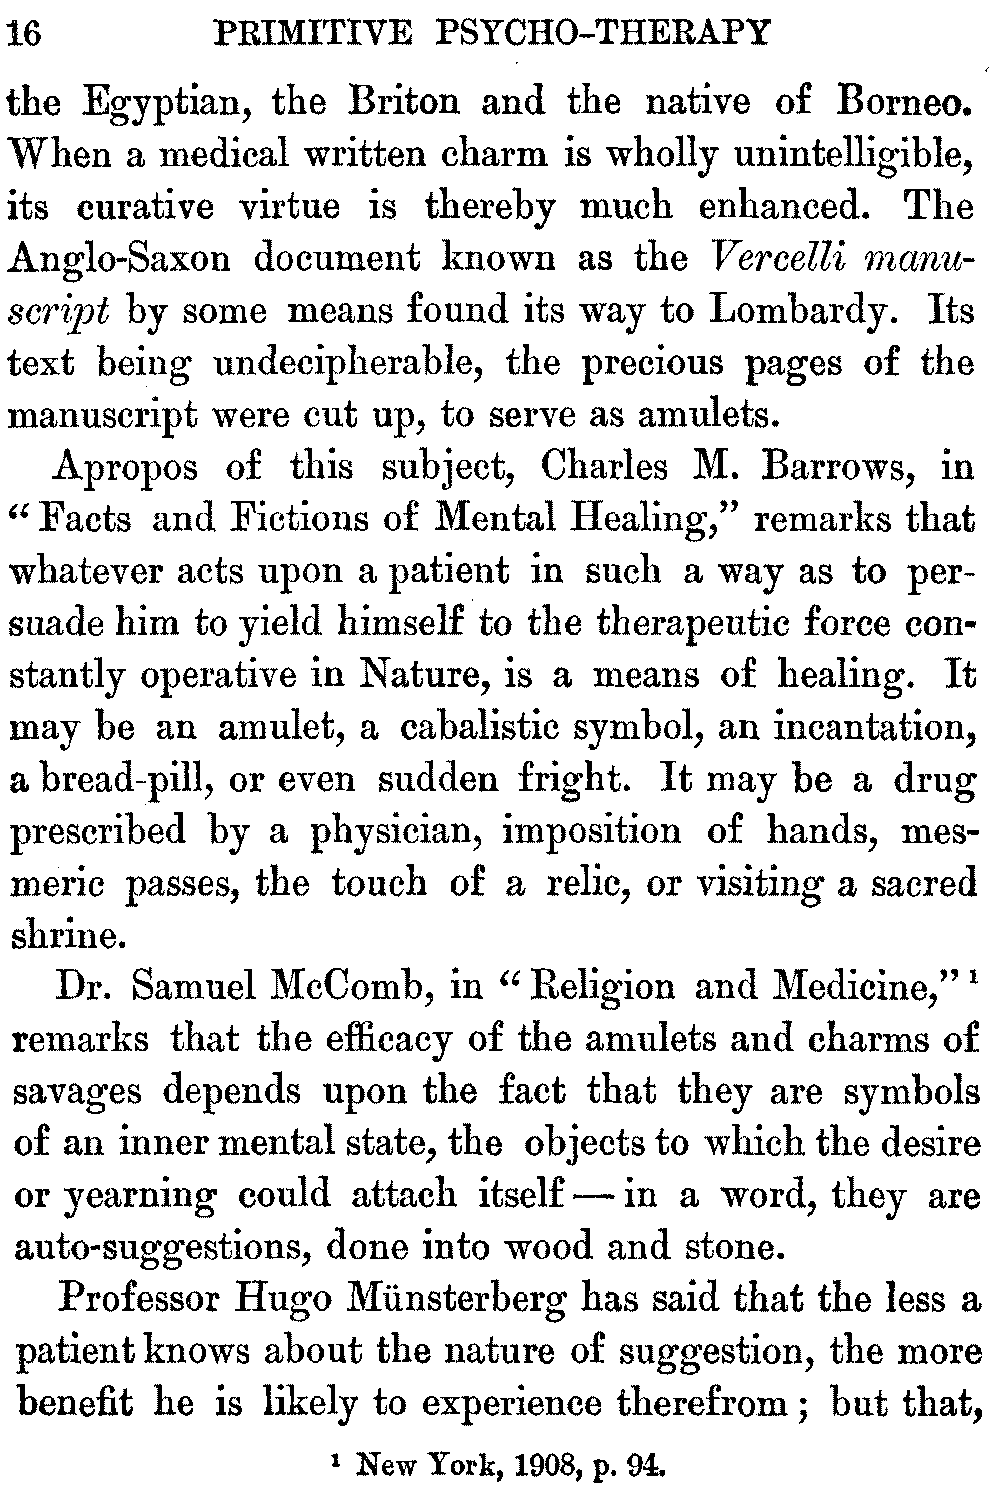 16 PRIMITIVE PSYCHO-THERAPY
the Egyptian, the Briton and the native of Borneo.
When a medical written charm is wholly unintelligible,
its curative virtue is thereby much enhanced. The
Anglo-Saxon document known as the Vercelli manu-
script by some means found its way to Lombardy. Its
text being undecipherable, the precious pages of the
manuscript were cut up, to serve as amulets.
Apropos of this subject, Charles M. Barrows, in
“Facts and Fictions of Mental Healing,” remarks that
whatever acts upon a patient in such a way as to per-
suade him to yield himself to the therapeutic force con-
stantly operative in Nature, is a means of healing. It
may be an amulet, a cabalistic symbol, an incantation,
a bread-pill, or even sudden fright. It may be a drug
prescribed by a physician, imposition of hands, mes-
meric passes, the touch of a relic, or visiting a sacred
shrine.
Dr. Samuel McComb, in “Religion and Medicine,”¹
remarks that the efficacy of the amulets and charms of
savages depends upon the fact that they are symbols
of an inner mental state, the objects to which the desire
or yearning could attach itself — in a word, they are
auto-suggestions, done into wood and stone.
Professor Hugo Münsterberg has said that the less a
patient knows about the nature of suggestion, the more
benefit he is likely to experience therefrom; but that,
¹ New York, 1908, p. 94.